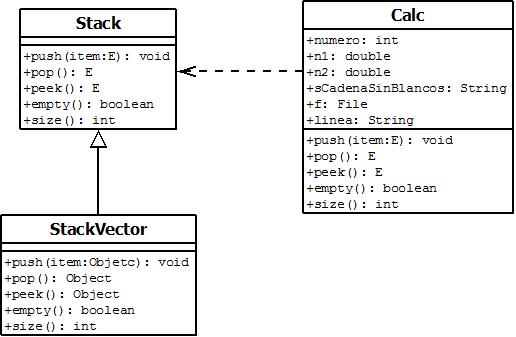 Stack
+push(item:E): void
+pop(): E
+peek(): E
+empty(): boolean
+size(): int
Calc
+numero: int
+n1: double
+n2: double
+sCadenaSinBlancos: String
+f: File
+linea: String
+push(item:E): void
+pop(): E
+peek(): E
+empty(): boolean
+size(): int
StackVector
+push(item:Objetc): void
+pop(): Object
+peek(): Object
+empty(): boolean
+size(): int